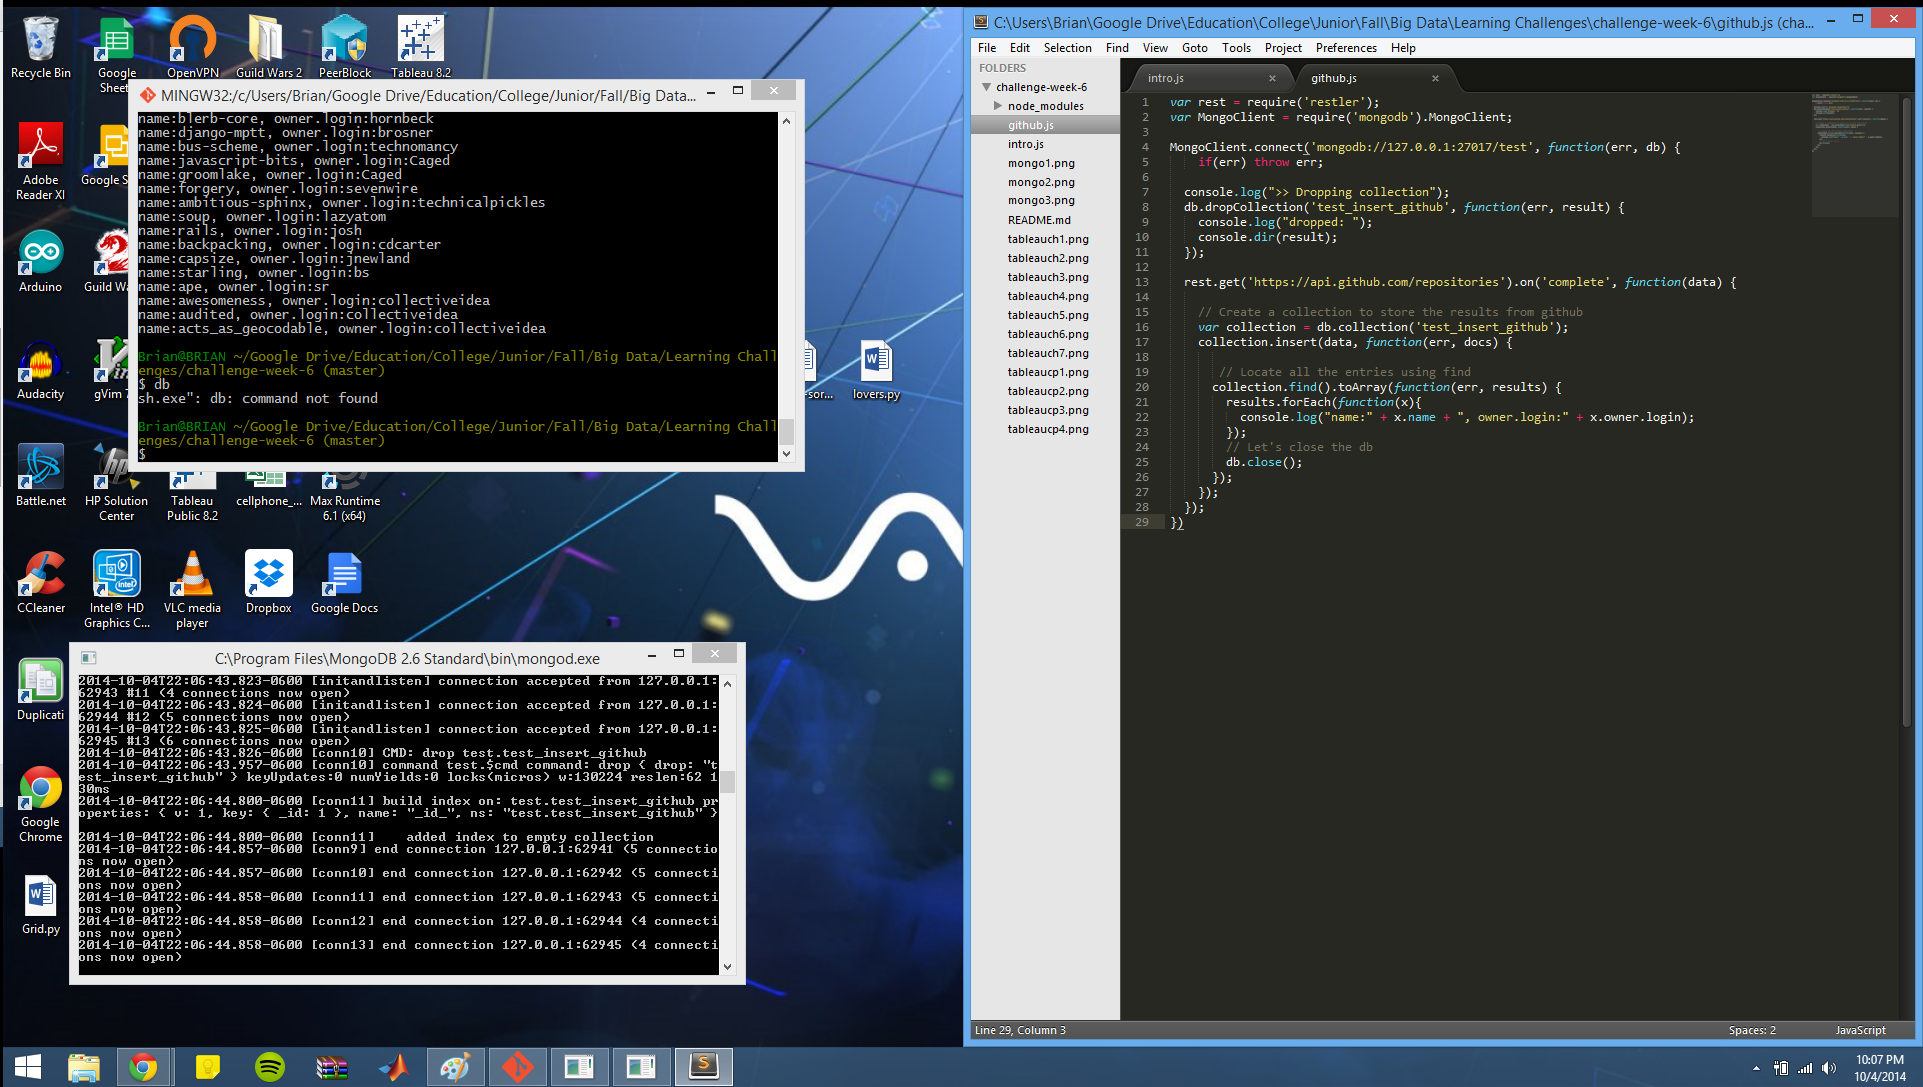 Recycle Bin
Google Sheet
OpenVPN
Guild Wars 2
PeerBlock
Tableau 8.2
MINGW32:/c/Users/Brian/Google Drive/Education/College/Junior/Fall/Big Data...
name:blerb-core, owner.login:hornbeck
name:django-mptt, owner.login:brosner
name:bus-scheme, owner.login:technomancy
name:javascript-bits, owner.login:Caged
name:groomlake, owner.login:Caged
name:forgery, owner.login:sevenwire
name:ambitious-sphinx, owner.login:technicalpickles
name:soup, owner.login:lazyatom
name:rails, owner.login:josh
name:backpacking, owner.login:cdcarter
name:capsize, owner.login:jnewland
name:starling, owner.login:bs
name:ape, owner.login:sr
name:awesomeness, owner.login:collectiveidea
name:audited, owner.login:collectiveidea
name:acts_as_geocodable, owner.login:collectiveidea
Brian@BRIAN ~/Google Drive/Education/College/Junior/Fall/Big Data/Learning Chall
enges/challenge-week-6 (master)
$ db
sh.exe": db: command not found
Brian@BRIAN ~/Google Drive/Education/College/Junior/Fall/Big Data/Learning Chall
enges/challenge-week-6 (master)
$
Adobe
Reader XI
Google S
Arduino
Guild Wa
Audacity
gVim 7
-sor...
lovers.py
Battle.net
HP Solution
Center
Tableau
Public 8.2
cellphone_...
Max Runtime
6.1 (x64)
CCleaner
Intel® HD
Graphics C...
VLC media
player
Dropbox
Google Docs
Duplicati
Google
Chrome
Grid.py
C:\Program Files\MongoDB 2.6 Standard\bin\mongod.exe
2014-10-04T22:06:43.823-0600 [initandlisten] connection accepted from 127.0.0.1:
62943 #11 (4 connections now open)
2014-10-04T22:06:43.824-0600 [initandlisten] connection accepted from 127.0.0.1:
62944 #12 (5 connections now open)
2014-10-04T22:06:43.825-0600 [initandlisten] connection accepted from 127.0.0.1:
62945 #13 (6 connections now open)
2014-10-04T22:06:43.826-0600 [conn10] CMD: drop test.test_insert_github
2014-10-04T22:06:43.957-0600 [conn10] command test.$cmd command: drop { drop: "t
est_insert_github" } keyUpdates:0 numYields:0 locks(micros) w:130224 reslen:62 1
30ms
2014-10-04T22:06:44.800-0600 [conn11] build index on: test.test_insert_github pr
operties: { v: 1, key: { _id: 1 }, name: "_id_", ns: "test.test_insert_github" }
2014-10-04T22:06:44.800-0600 [conn11]    added index to empty collection
2014-10-04T22:06:44.857-0600 [conn9] end connection 127.0.0.1:62941 (5 connectio
ns now open)
2014-10-04T22:06:44.857-0600 [conn10] end connection 127.0.0.1:62942 (5 connecti
ons now open)
2014-10-04T22:06:44.858-0600 [conn11] end connection 127.0.0.1:62943 (5 connecti
ons now open)
2014-10-04T22:06:44.858-0600 [conn12] end connection 127.0.0.1:62944 (4 connecti
ons now open)
2014-10-04T22:06:44.858-0600 [conn13] end connection 127.0.0.1:62945 (4 connecti
ons now open)
C:\Users\Brian\Google Drive\Education\College\Junior\Fall\Big Data\Learning Challenges\challenge-week-6\github.js (cha...
File Edit Selection Find View Goto Tools Project Preferences Help
FOLDERS
challenge-week-6
node_modules
github.js
intro.js
mongo1.png
mongo2.png
mongo3.png
README.md
tableauch1.png
tableauch2.png
tableauch3.png
tableauch4.png
tableauch5.png
tableauch6.png
tableauch7.png
tableaucp1.png
tableaucp2.png
tableaucp3.png
tableaucp4.png
intro.js
github.js
1 var rest = require('restler');
2 var MongoClient = require('mongodb').MongoClient;
3
4 MongoClient.connect('mongodb://127.0.0.1:27017/test', function(err, db) {
5     if(err) throw err;
6
7   console.log(">> Dropping collection");
8   db.dropCollection('test_insert_github', function(err, result) {
9     console.log("dropped: ");
10     console.dir(result);
11   });
12
13   rest.get('https://api.github.com/repositories').on('complete', function(data) {
14
15     // Create a collection to store the results from github
16     var collection = db.collection('test_insert_github');
17     collection.insert(data, function(err, docs) {
18
19        // Locate all the entries using find
20       collection.find().toArray(function(err, results) {
21         results.forEach(function(x){
22           console.log("name:" + x.name + ", owner.login:" + x.owner.login);
23         });
24         // Let's close the db
25         db.close();
26       });
27     });
28   });
29 })
Line 29, Column 3
Spaces: 2
JavaScript
10:07 PM
10/4/2014